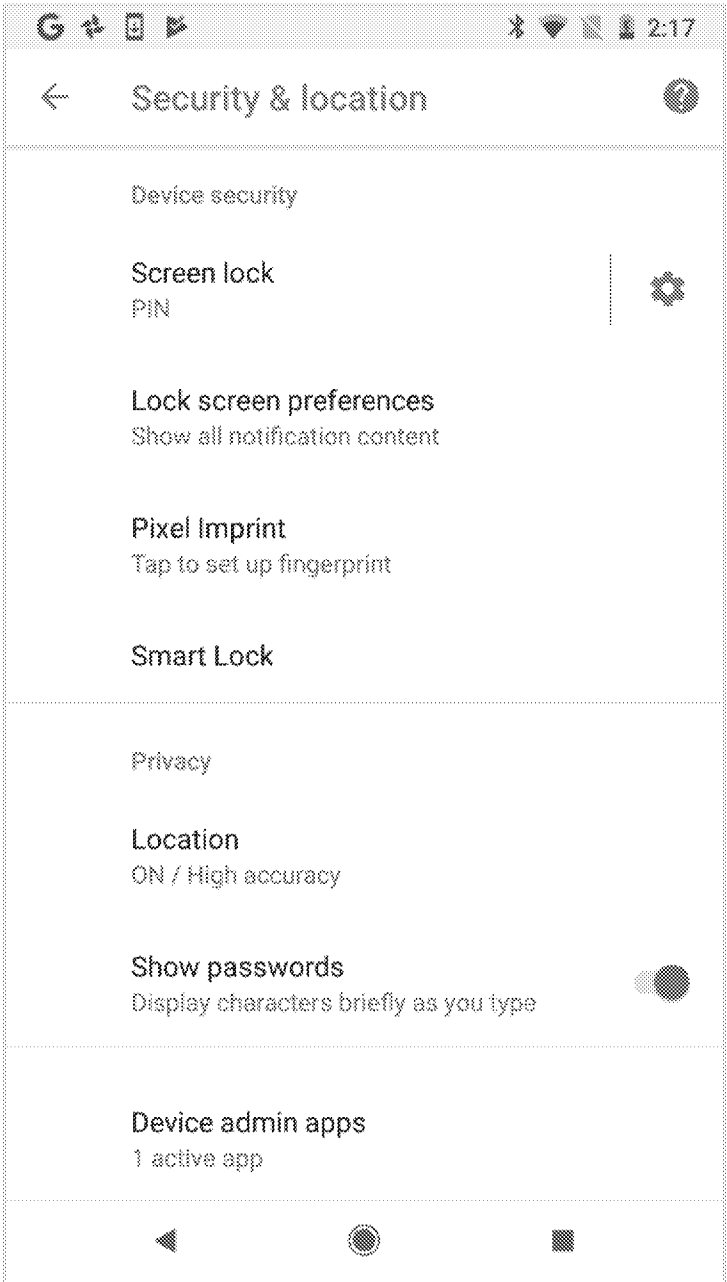 2:17
Security & location
Device security
Screen lock
PIN
Lock screen preferences
Show all notification content
Pixel Imprint
Tap to set up fingerprint
Smart Lock
Privacy
Location
ON / High accuracy
Show passwords
Display characters briefly as you type
Device admin apps
1 active app